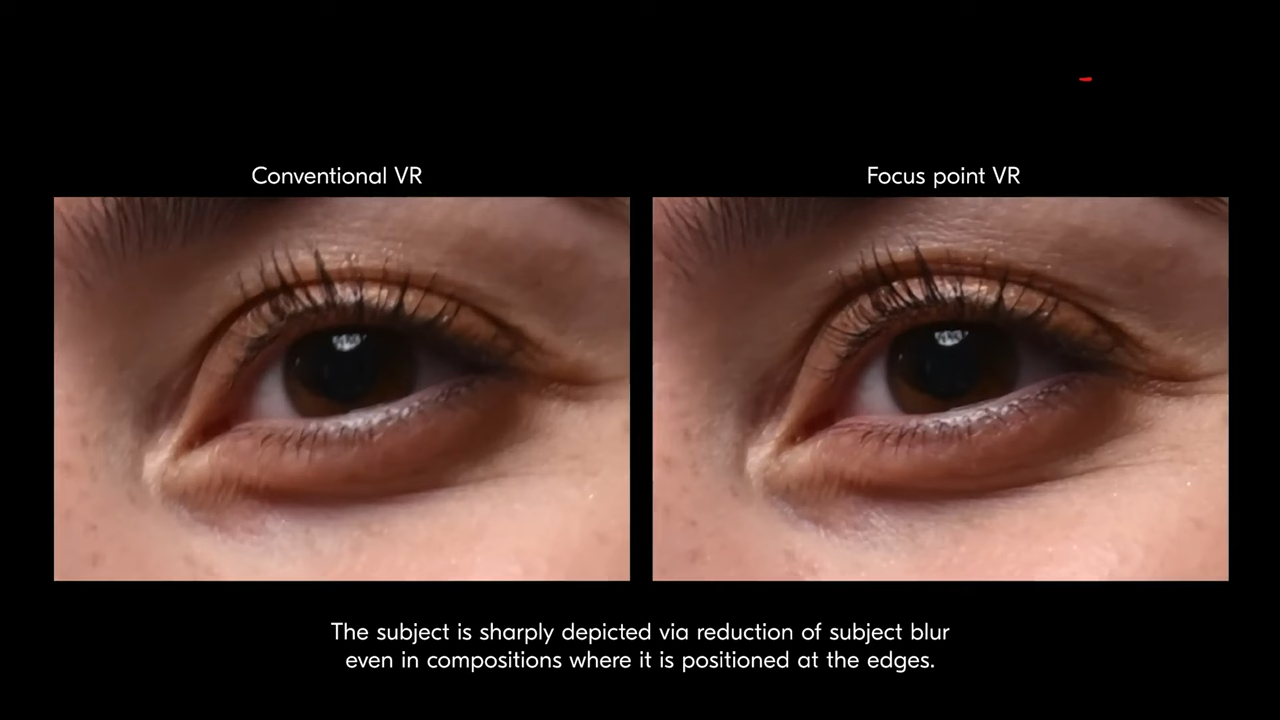 Conventional VR
Focus point VR
The subject is sharply depicted via reduction of subject blur
even in compositions where it is positioned at the edges.